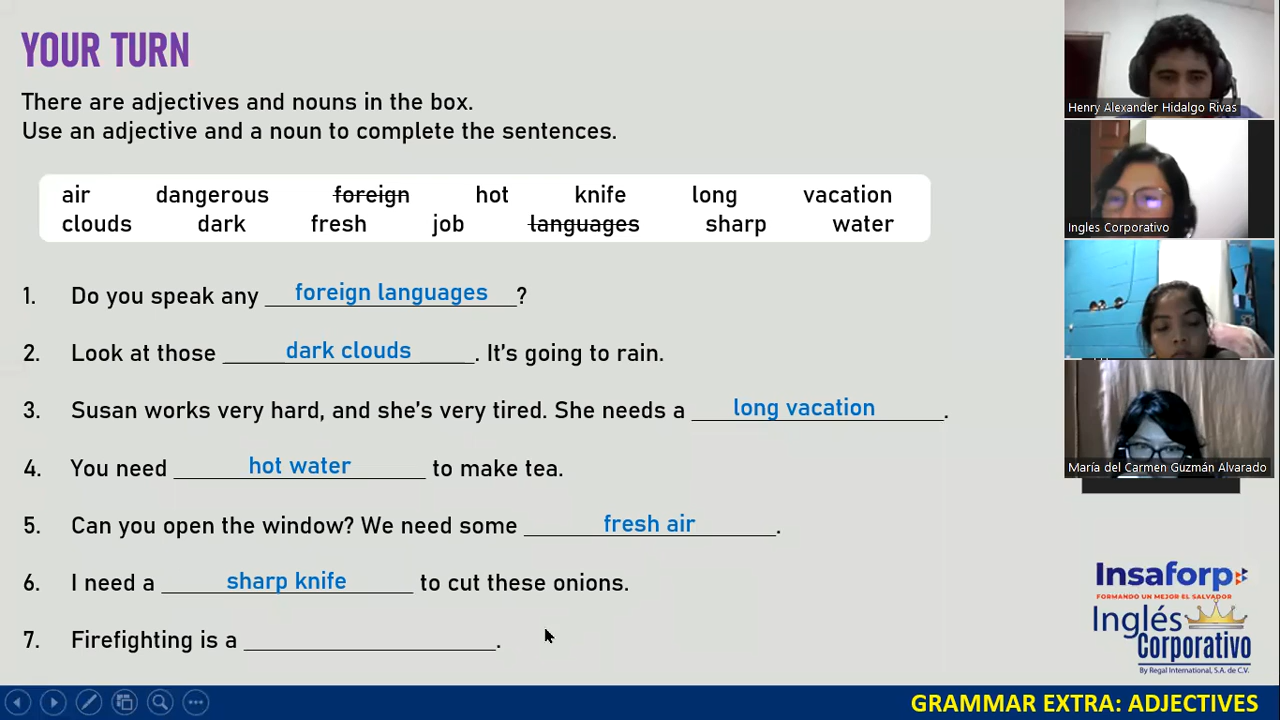 YOUR TURN
There are adjectives and nouns in the box.
Use an adjective and a noun to complete the sentences.
air dangerous foreign hot knife long vacation
clouds dark fresh job languages sharp water
1. Do you speak any foreign languages?
2. Look at those dark clouds. It's going to rain.
3. Susan works very hard, and she's very tired. She needs a long vacation.
4. You need hot water to make tea.
5. Can you open the window? We need some fresh air.
6. I need a sharp knife to cut these onions.
7. Firefighting is a ____________________.
Henry Alexander Hidalgo Rivas
Ingles Corporativo
María del Carmen Guzmán Alvarado
Insaforp
FORMANDO UN MEJOR EL SALVADOR
Inglés
Corporativo
By Regal International, S.A. de C.V.
GRAMMAR EXTRA: ADJECTIVES